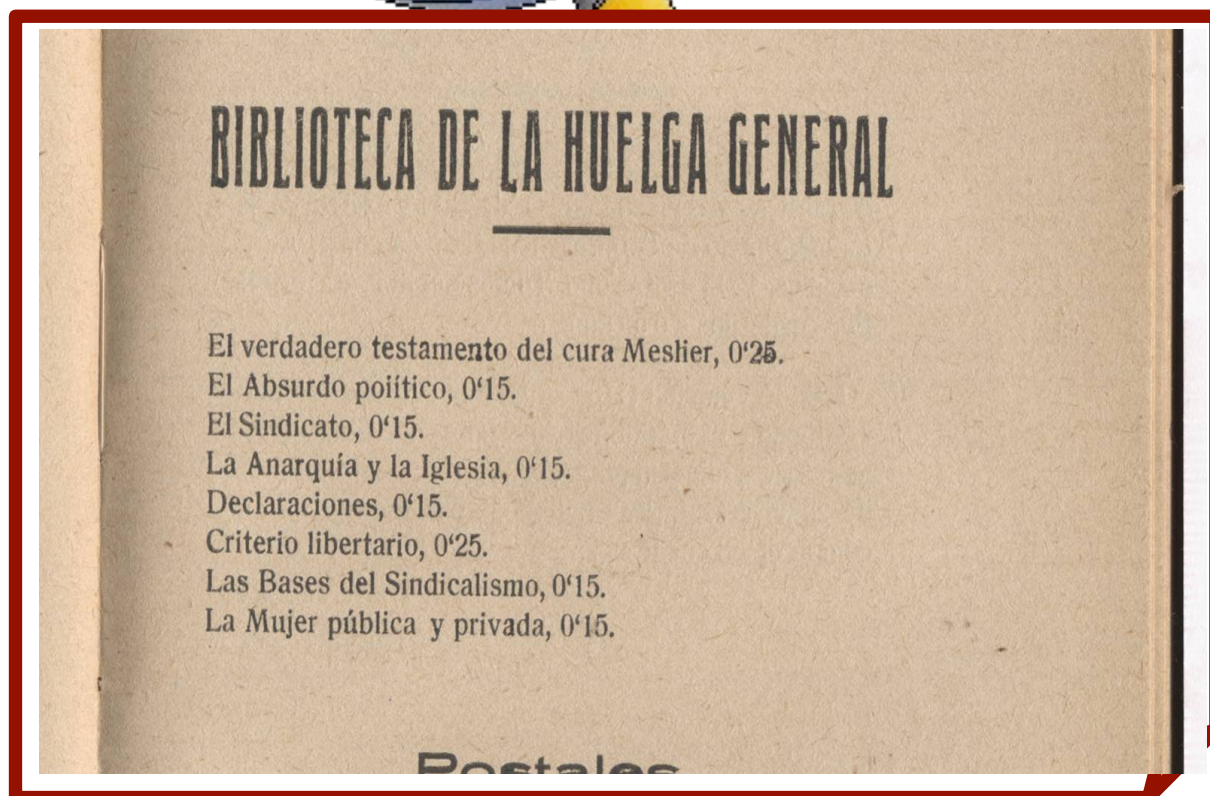 BIBLIOTECA DE LA HUELGA GENERAL
El verdadero testamento del cura Meslier, 0‘25.
El Absurdo poiítico, 0‘15.
El Sindicato, 0‘15.
La Anarquía y la Iglesia, 0‘15.
Declaraciones, 0‘15.
Criterio libertario, 0‘25.
Las Bases del Sindicalismo, 0‘15.
La Mujer pública y privada, 0‘15.
Postales